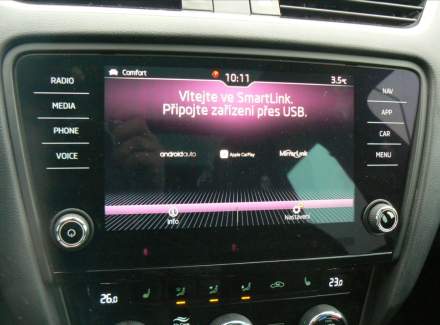 Comfort 10:11 3.5°C
RADIO
MEDIA
PHONE
VOICE
Vítejte ve SmartLink.
Připojte zařízení přes USB.
androidauto Apple CarPlay MirrorLink
Info Nastavení
NAV
APP
CAR
MENU
26.0 23.0